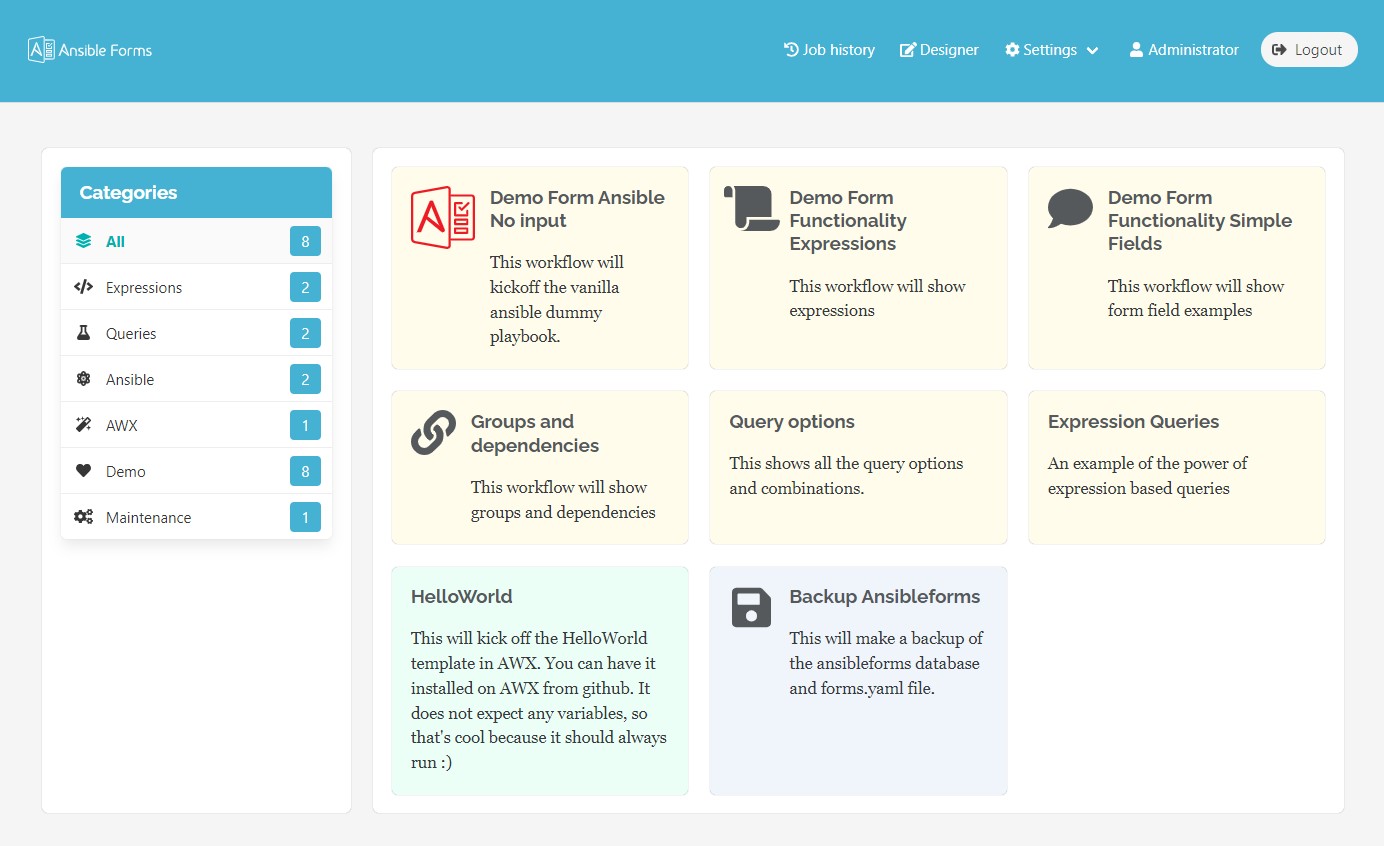 Ansible Forms
Job history
Designer
Settings
Administrator
Logout
Categories
All 8
Expressions 2
Queries 2
Ansible 2
AWX 1
Demo 8
Maintenance 1
Demo Form Ansible
No input
This workflow will
kickoff the vanilla
ansible dummy
playbook.
Demo Form
Functionality
Expressions
This workflow will show
expressions
Demo Form
Functionality Simple
Fields
This workflow will show
form field examples
Groups and
dependencies
This workflow will show
groups and dependencies
Query options
This shows all the query options
and combinations.
Expression Queries
An example of the power of
expression based queries
HelloWorld
This will kick off the HelloWorld
template in AWX. You can have it
installed on AWX from github. It
does not expect any variables, so
that's cool because it should always
run :)
Backup Ansibleforms
This will make a backup of
the ansibleforms database
and forms.yaml file.